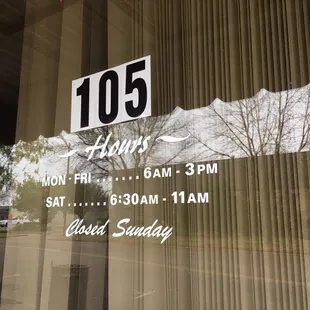 105
Hours
MON - FRI ....... 6AM - 3PM
SAT ....... 6:30AM - 11AM
Closed Sunday